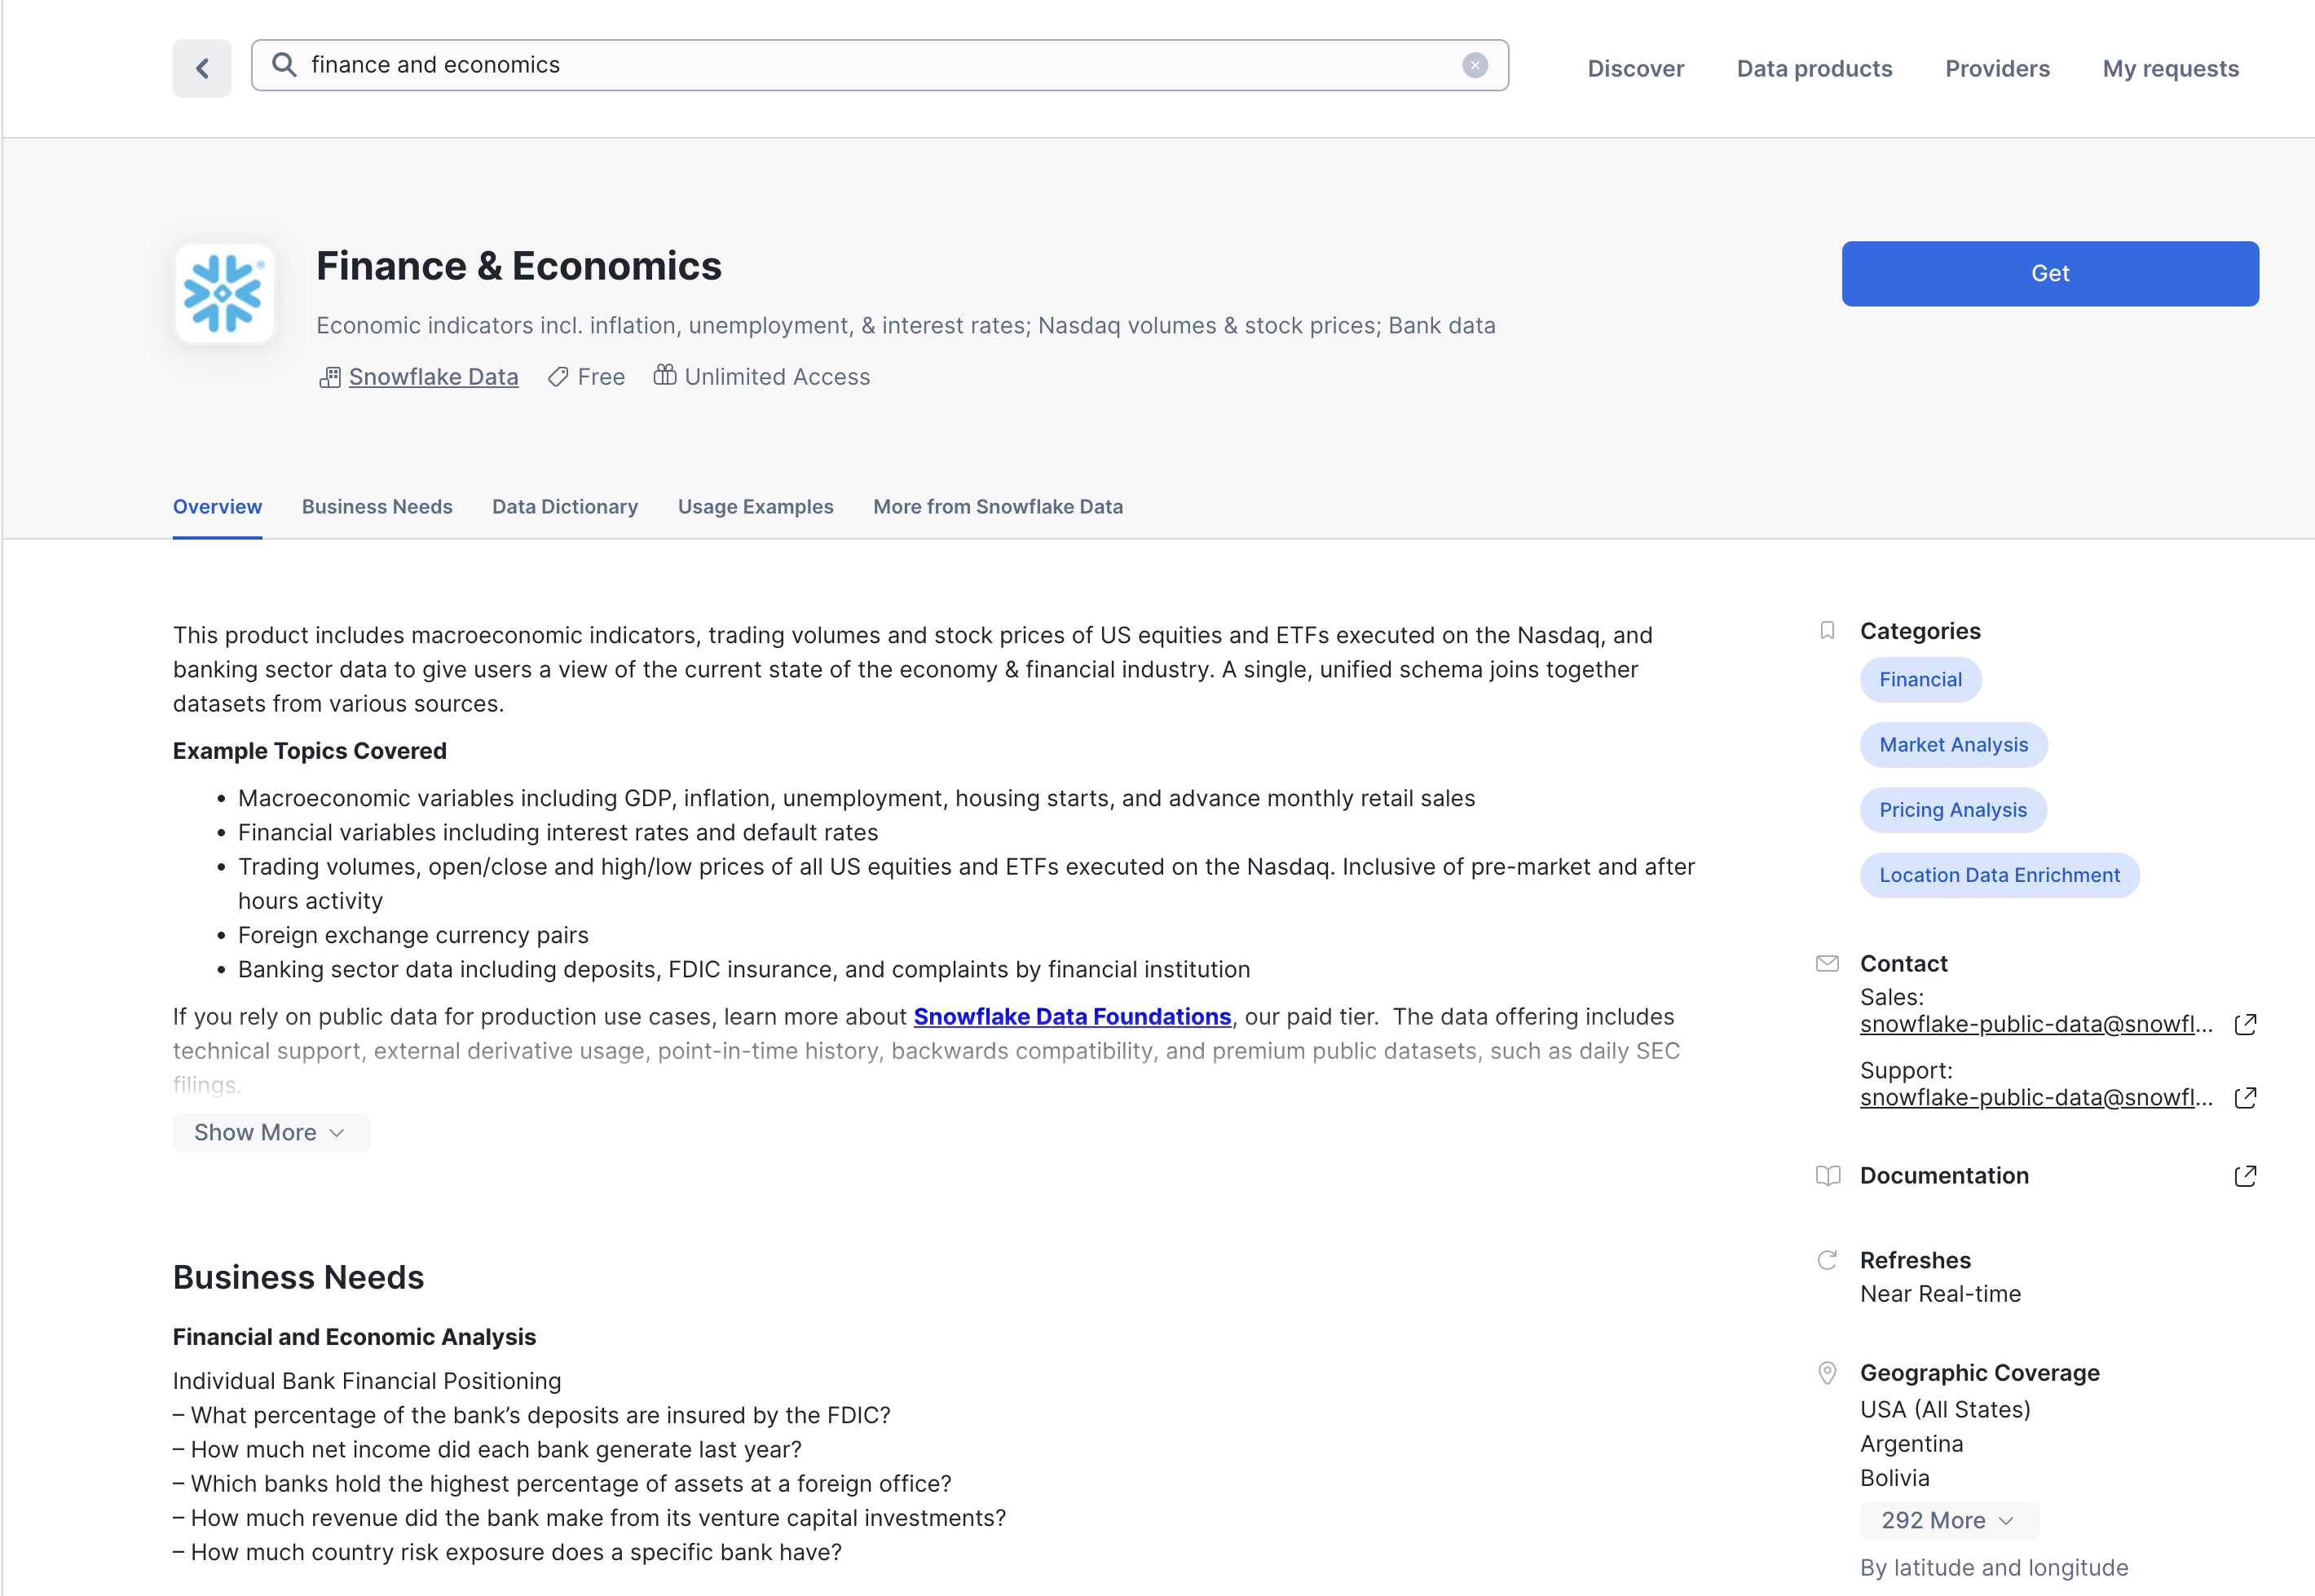 finance and economics
Discover
Data products
Providers
My requests
Finance & Economics
Get
Economic indicators incl. inflation, unemployment, & interest rates; Nasdaq volumes & stock prices; Bank data
Snowflake Data
Free
Unlimited Access
Overview
Business Needs
Data Dictionary
Usage Examples
More from Snowflake Data
This product includes macroeconomic indicators, trading volumes and stock prices of US equities and ETFs executed on the Nasdaq, and
banking sector data to give users a view of the current state of the economy & financial industry. A single, unified schema joins together
datasets from various sources.
Example Topics Covered
• Macroeconomic variables including GDP, inflation, unemployment, housing starts, and advance monthly retail sales
• Financial variables including interest rates and default rates
• Trading volumes, open/close and high/low prices of all US equities and ETFs executed on the Nasdaq. Inclusive of pre-market and after
hours activity
• Foreign exchange currency pairs
• Banking sector data including deposits, FDIC insurance, and complaints by financial institution
If you rely on public data for production use cases, learn more about Snowflake Data Foundations, our paid tier.  The data offering includes
technical support, external derivative usage, point-in-time history, backwards compatibility, and premium public datasets, such as daily SEC
filings.
Show More
Business Needs
Financial and Economic Analysis
Individual Bank Financial Positioning
– What percentage of the bank’s deposits are insured by the FDIC?
– How much net income did each bank generate last year?
– Which banks hold the highest percentage of assets at a foreign office?
– How much revenue did the bank make from its venture capital investments?
– How much country risk exposure does a specific bank have?
Categories
Financial
Market Analysis
Pricing Analysis
Location Data Enrichment
Contact
Sales:
snowflake-public-data@snowfl...
Support:
snowflake-public-data@snowfl...
Documentation
Refreshes
Near Real-time
Geographic Coverage
USA (All States)
Argentina
Bolivia
292 More
By latitude and longitude